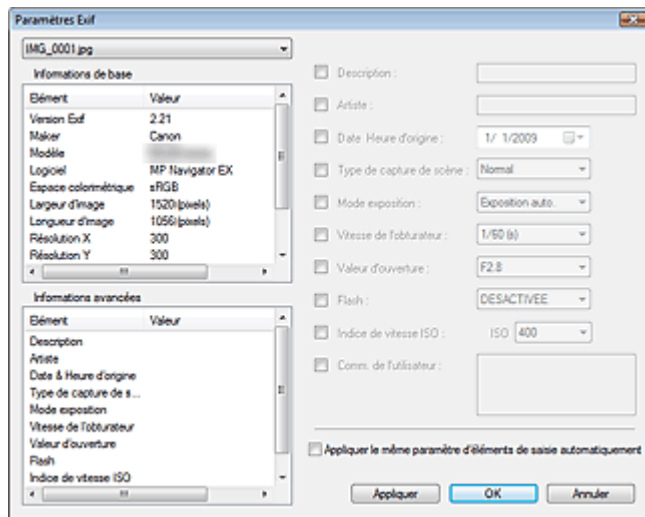 Paramètres Exif
IMG_0001.jpg
Informations de base
Elément Valeur
Version Exif 2.21
Maker Canon
Modèle
Logiciel MP Navigator EX
Espace colorimétrique sRGB
Largeur d'image 1520(pixels)
Longueur d'image 1056(pixels)
Résolution X 300
Résolution Y 300
Informations avancées
Elément Valeur
Description
Artiste
Date & Heure d'origine
Type de capture de s...
Mode exposition
Vitesse de l'obturateur
Valeur d'ouverture
Flash
Indice de vitesse ISO
Description :
Artiste :
Date Heure d'origine : 1/ 1/2009
Type de capture de scène : Normal
Mode exposition : Exposition auto.
Vitesse de l'obturateur : 1/60 (s)
Valeur d'ouverture : F2.8
Flash : DESACTIVEE
Indice de vitesse ISO : ISO 400
Comm. de l'utilisateur :
Appliquer le même paramètre d'éléments de saisie automatiquement
Appliquer OK Annuler